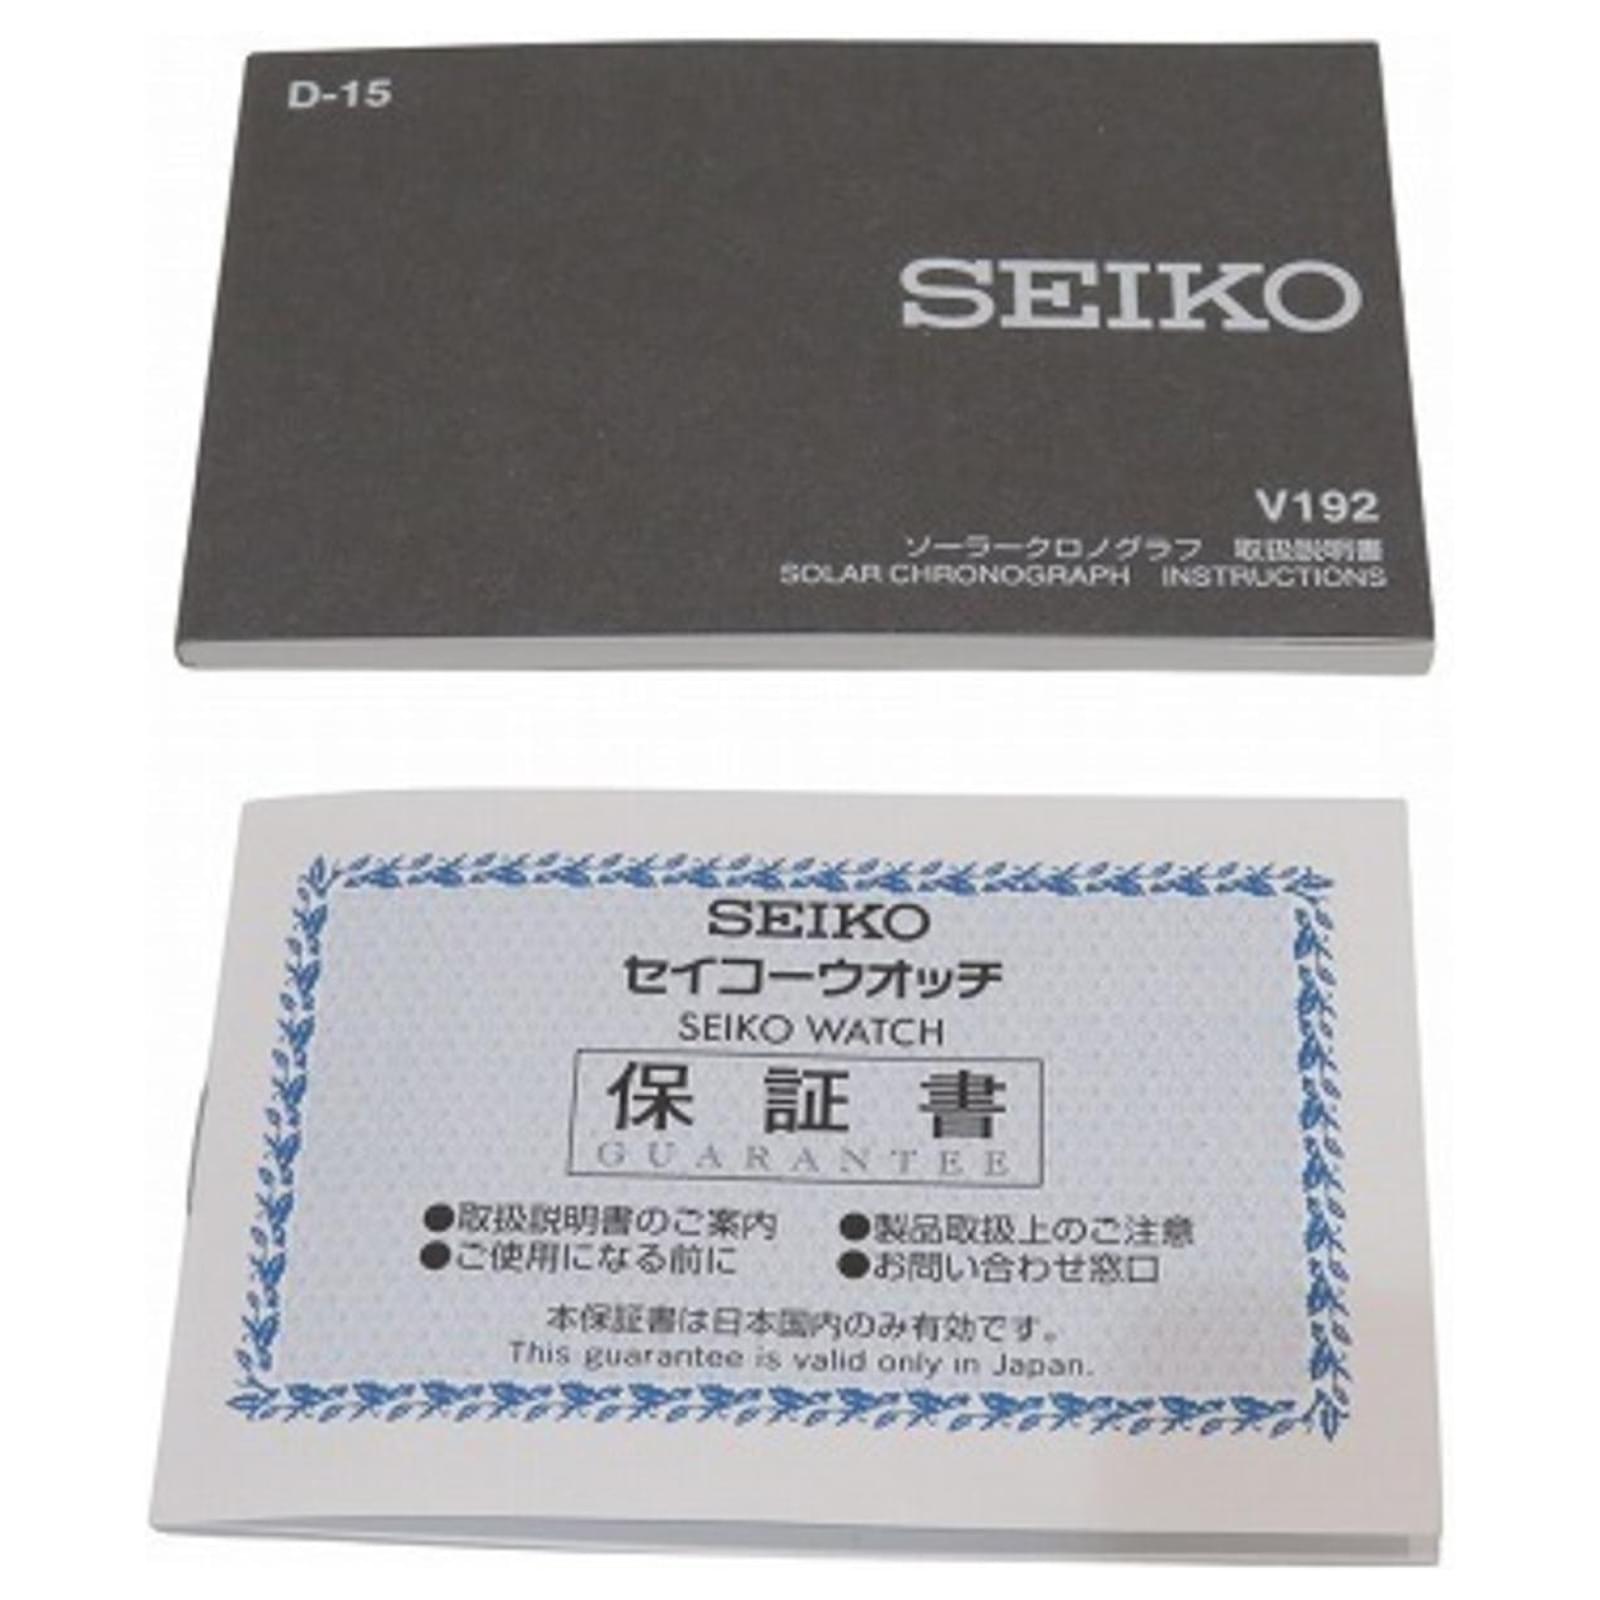 D-15
SEIKO
V192
ソーラークロノグラフ 取扱説明書
SOLAR CHRONOGRAPH INSTRUCTIONS
SEIKO
セイコーウオッチ
SEIKO WATCH
保証書
GUARANTEE
●取扱説明書のご案内 ●製品取扱上のご注意
●ご使用になる前に ●お問い合わせ窓口
本保証書は日本国内のみ有効です。
This guarantee is valid only in Japan.